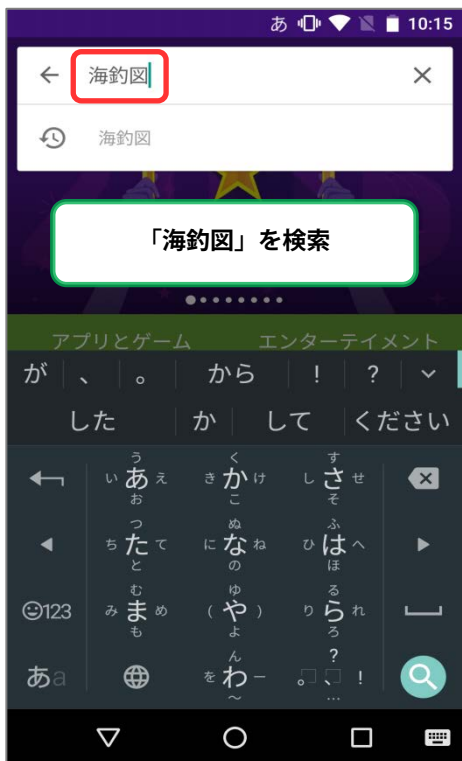 あ 10:15
海釣図
海釣図
「海釣図」を検索
アプリとゲーム エンターテイメント
が 、 。 から ! ? 
した か して ください
う く す
い あ え き か け し さ せ
お こ そ
つ ぬ ふ
ち た て に な ね ひ は へ
と の ほ
む ゆ る
123 み ま め ( や ) り ら れ
も よ ろ
ん ?
あa を わ ー 。 、 !
～ …